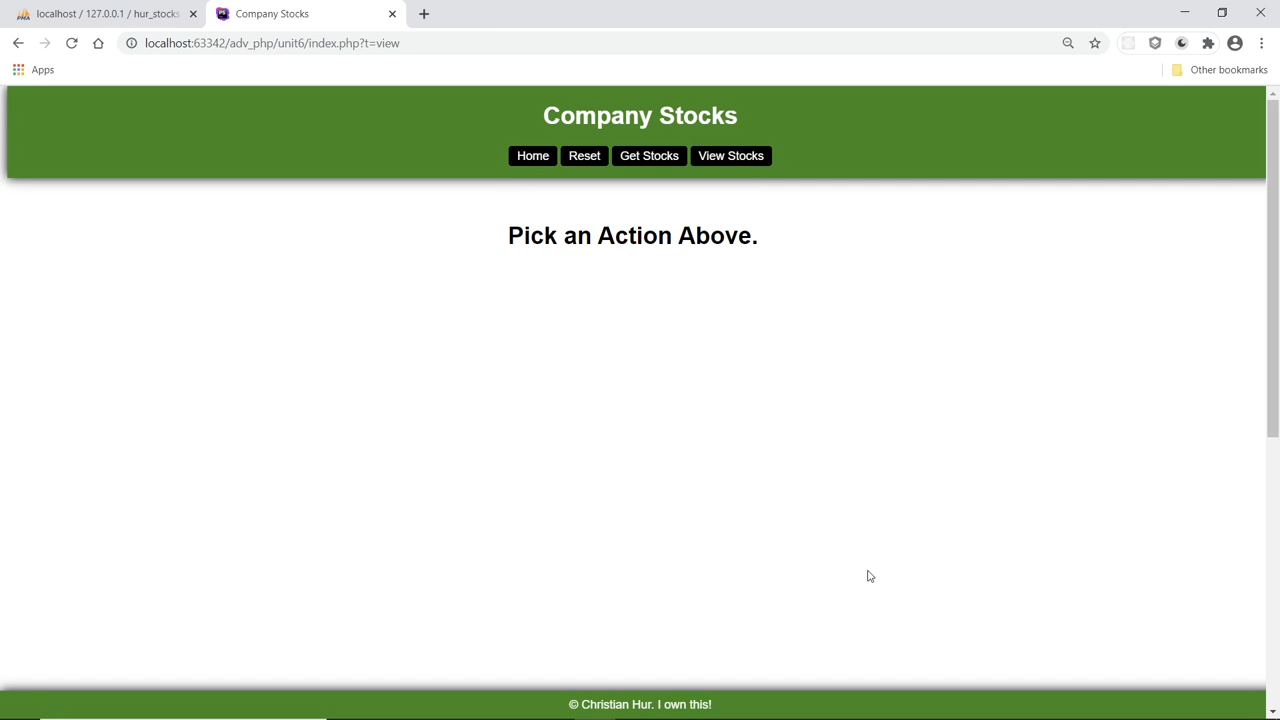 localhost / 127.0.0.1 / hur_stocks
Company Stocks
localhost:63342/adv_php/unit6/index.php?t=view
Apps
Other bookmarks
Company Stocks
Home Reset Get Stocks View Stocks
Pick an Action Above.
© Christian Hur. I own this!